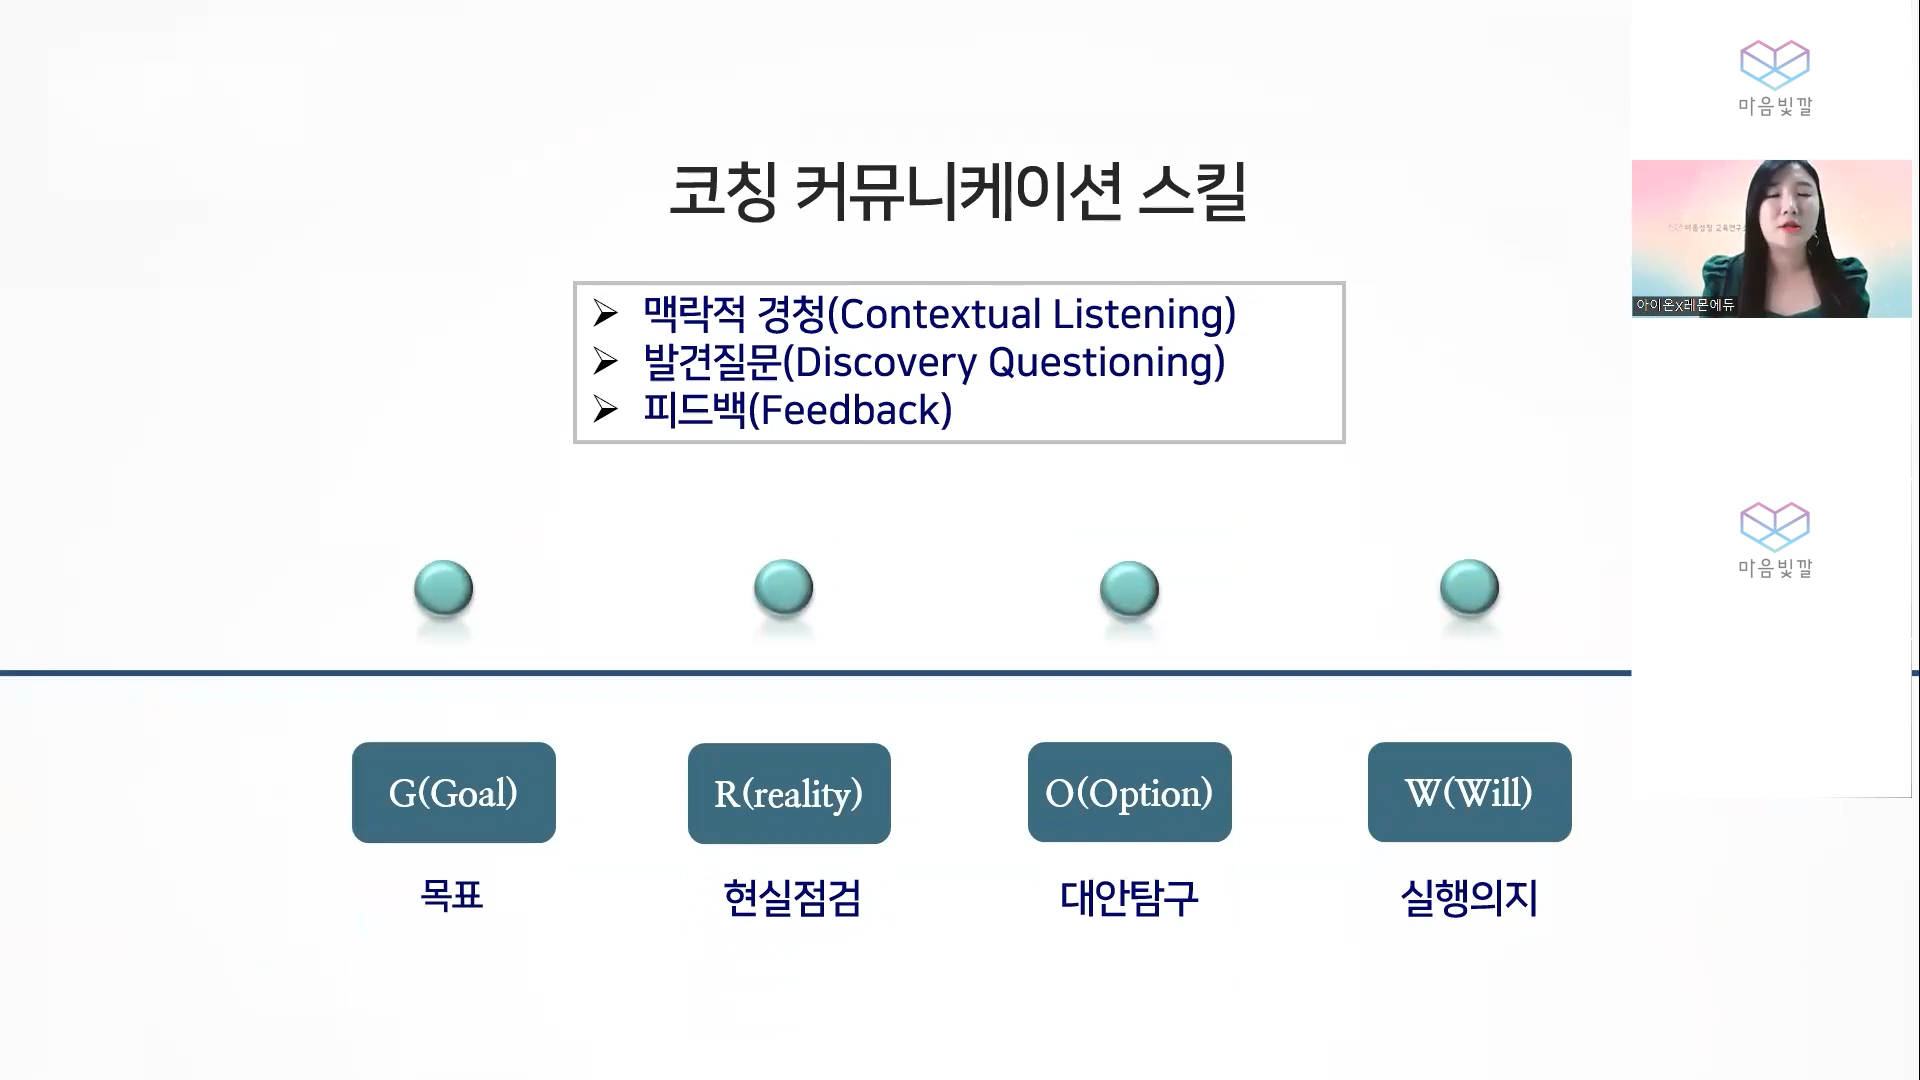 코칭 커뮤니케이션 스킬
➢ 맥락적 경청(Contextual Listening)
➢ 발견질문(Discovery Questioning)
➢ 피드백(Feedback)
G(Goal)
R(reality)
O(Option)
W(Will)
목표
현실점검
대안탐구
실행의지
마음빛깔
아이온x레몬에듀
마음빛깔